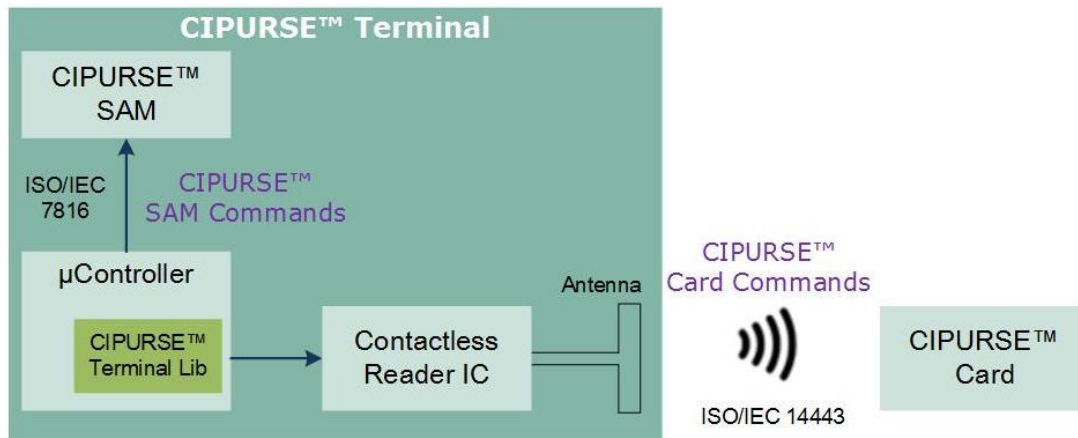 CIPURSE™ Terminal
CIPURSE™
SAM
ISO/IEC
7816
CIPURSE™
SAM Commands
µController
CIPURSE™
Terminal Lib
Contactless
Reader IC
Antenna
CIPURSE™
Card Commands
ISO/IEC 14443
CIPURSE™
Card